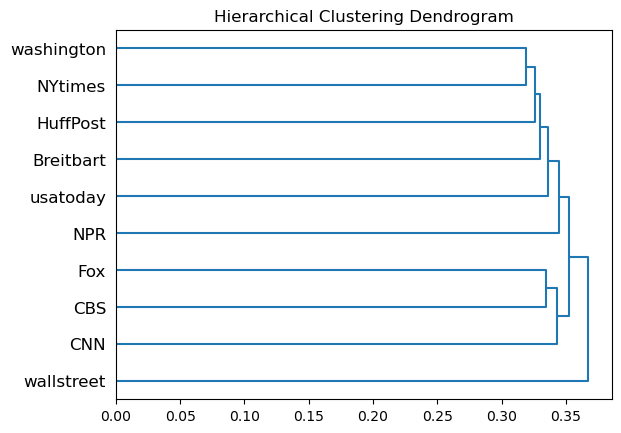 Hierarchical Clustering Dendrogram
washington
NYtimes
HuffPost
Breitbart
usatoday
NPR
Fox
CBS
CNN
wallstreet
0.00 0.05 0.10 0.15 0.20 0.25 0.30 0.35